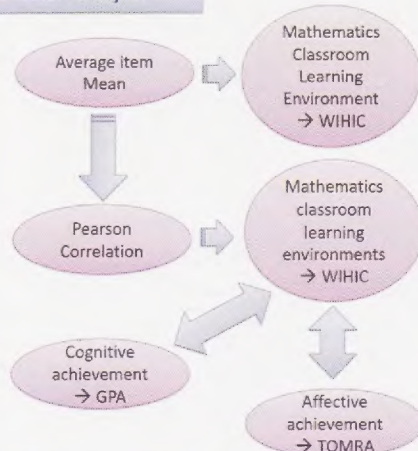 Average item
Mean
Mathematics
Classroom
Learning
Environment
→ WIHIC
Pearson
Correlation
Mathematics
classroom
learning
environments
→ WIHIC
Cognitive
achievement
→ GPA
Affective
achievement
→ TOMRA